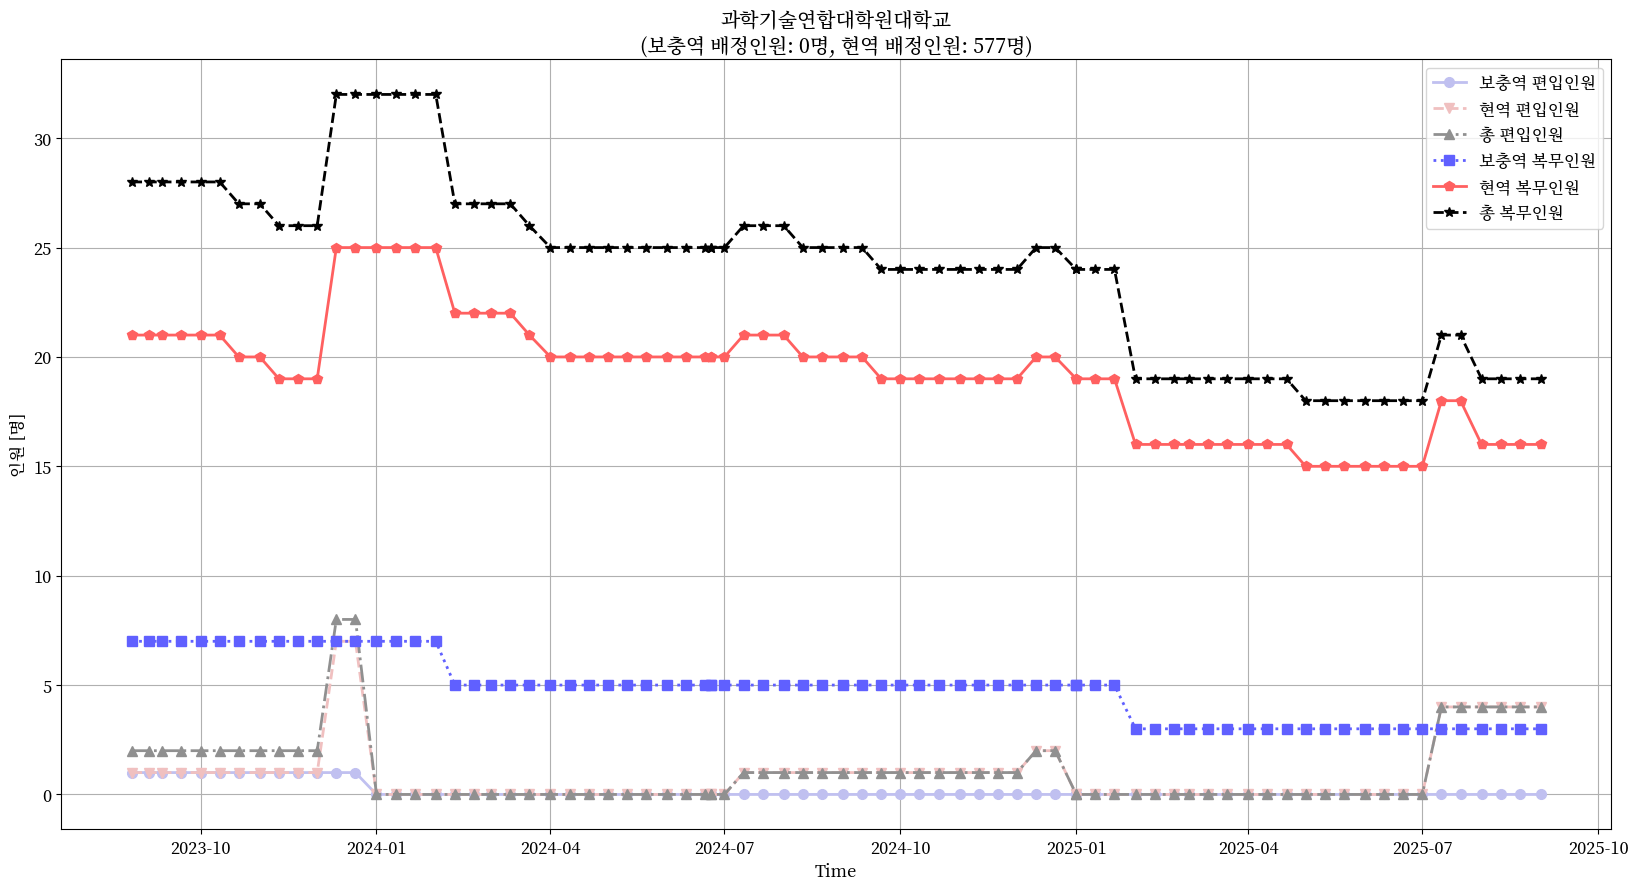 과학기술연합대학원대학교
(보충역 배정인원: 0명, 현역 배정인원: 577명)
보충역 편입인원
현역 편입인원
총 편입인원
보충역 복무인원
현역 복무인원
총 복무인원
30
25
20
15
10
5
0
인원 [명]
2023-10
2024-01
2024-04
2024-07
2024-10
2025-01
2025-04
2025-07
2025-10
Time